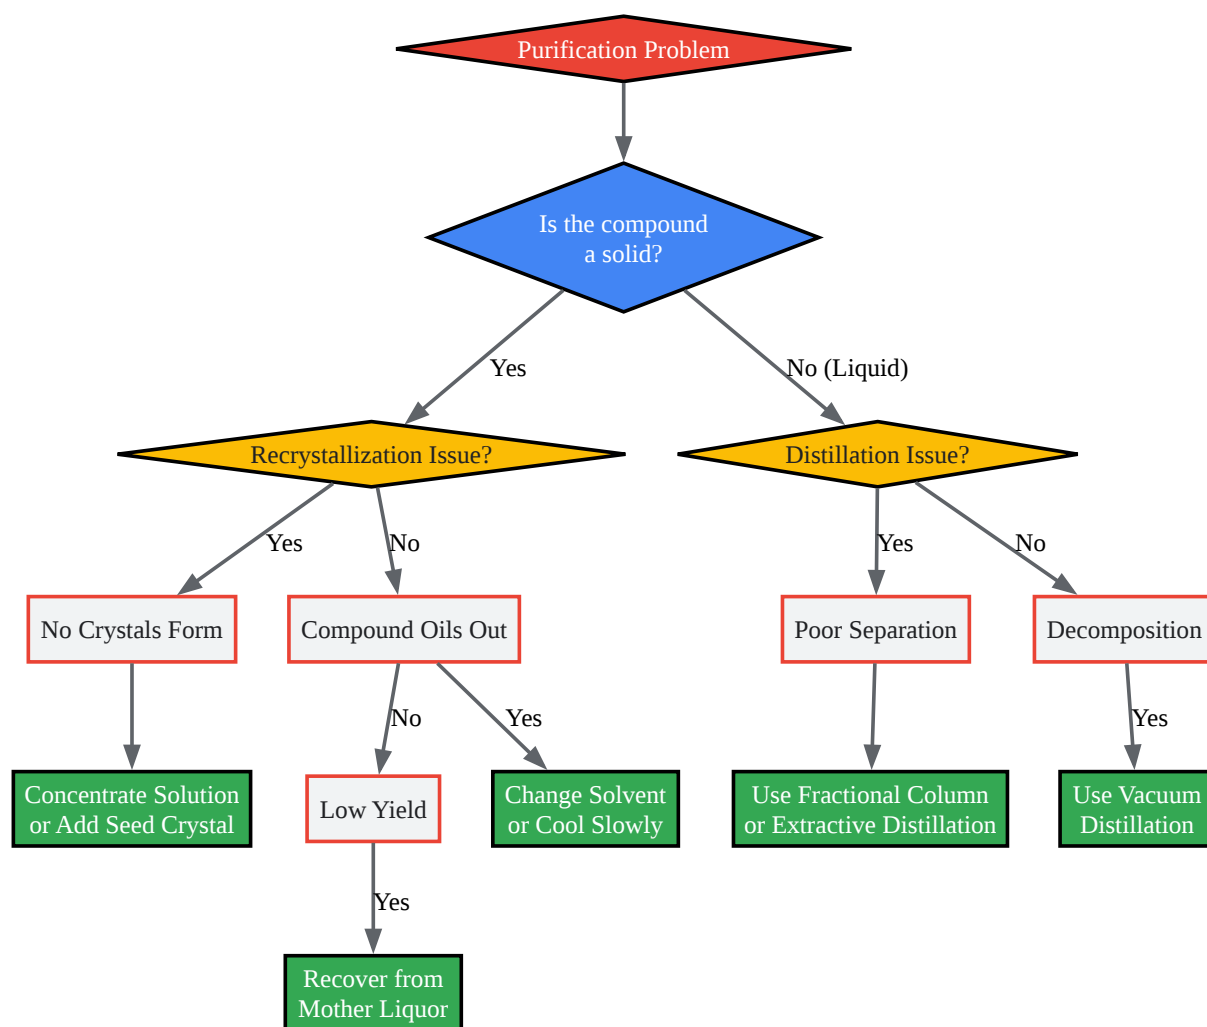 Purification Problem
Is the compound
a solid?
Yes
No (Liquid)
Recrystallization Issue?
Distillation Issue?
Yes
No
Yes
No
No Crystals Form
Compound Oils Out
Poor Separation
Decomposition
No
Yes
Yes
Concentrate Solution
or Add Seed Crystal
Low Yield
Change Solvent
or Cool Slowly
Use Fractional Column
or Extractive Distillation
Use Vacuum
Distillation
Yes
Recover from
Mother Liquor